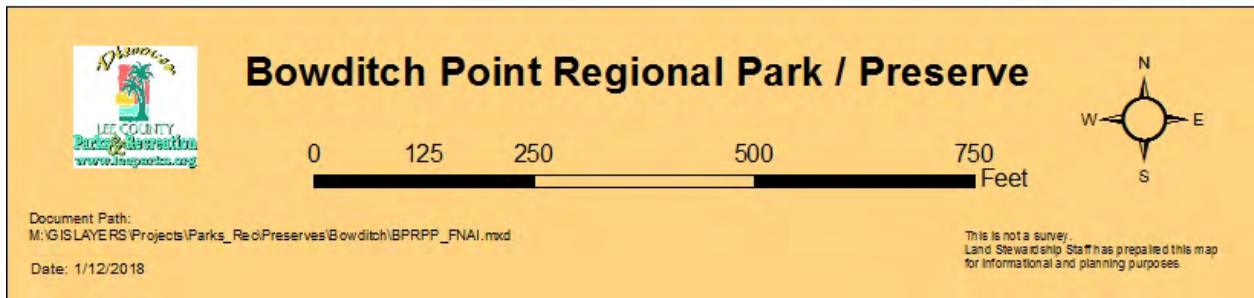 Discover
LEE COUNTY
Parks & Recreation
www.leeparks.org
Bowditch Point Regional Park / Preserve
N
W E
S
0 125 250 500 750
Feet
Document Path:
M:\GISLAYERS\Projects\Parks_Rec\Preserves\Bowditch\BPRPP_FNAI.mxd
Date: 1/12/2018
This is not a survey.
Land Stewardship Staff has prepaired this map
for informational and planning purposes.